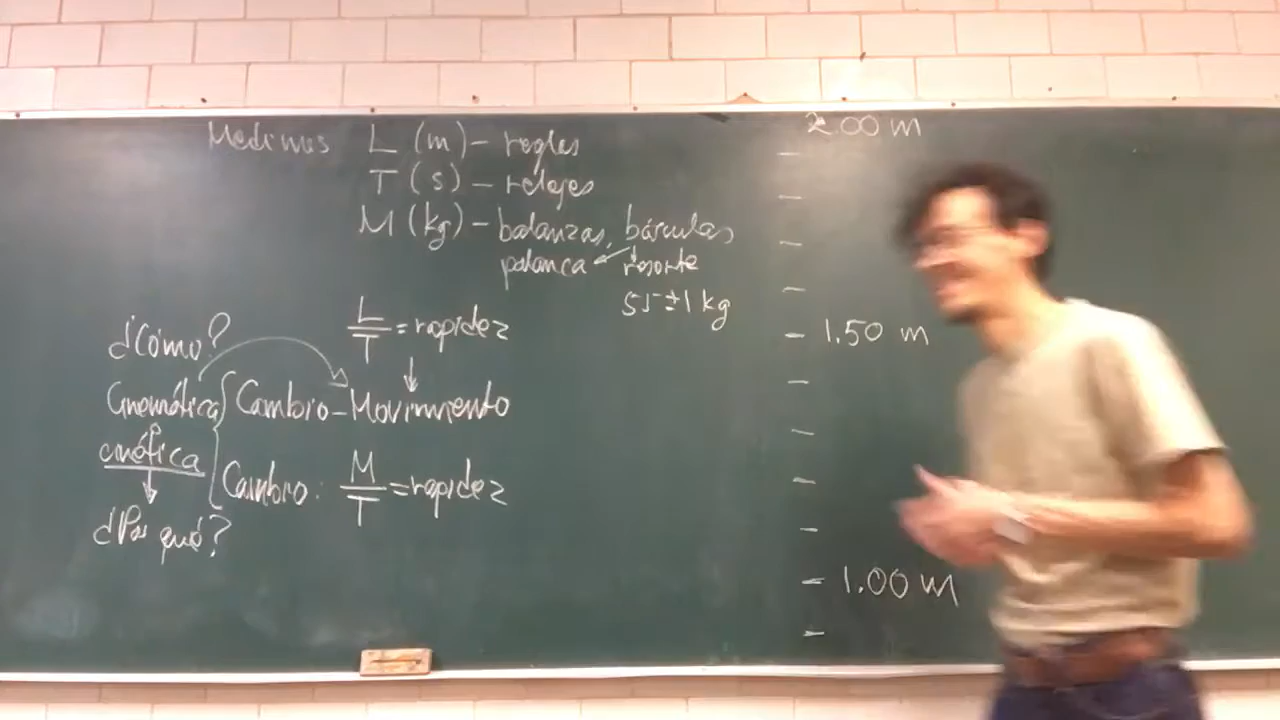 Medimos L (m) – reglas
T (s) – relojes
M (kg) – balanzas, básculas
palanca ← resorte
55 ± 1 kg
¿Cómo?
L/T = rapidez
Cinemática { Cambio – Movimiento
cinética
Cambio: M/T = rapidez
¿Por qué?
2.00 m
1.50 m
1.00 m